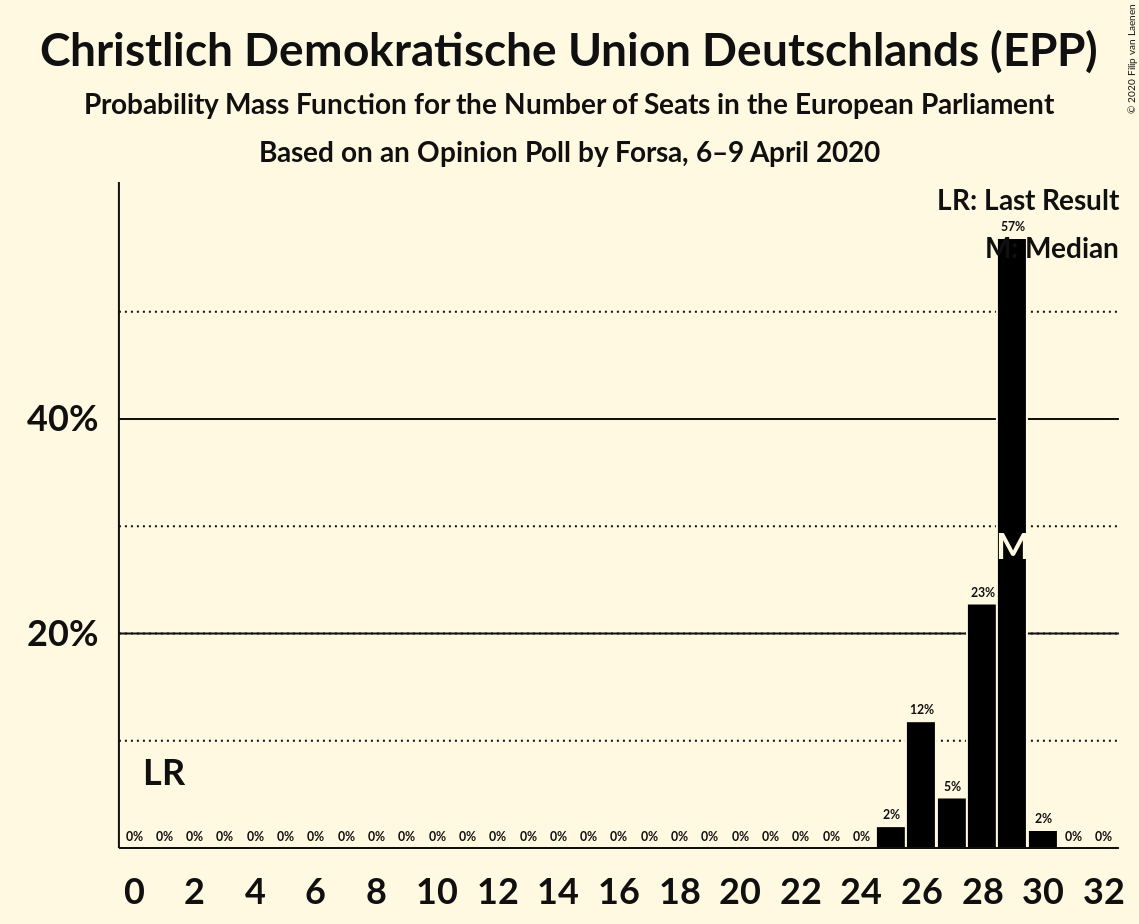 Christlich Demokratische Union Deutschlands (EPP)
Probability Mass Function for the Number of Seats in the European Parliament
Based on an Opinion Poll by Forsa, 6–9 April 2020
© 2020 Filip van Laenen
LR: Last Result
57%
M: Median
40%
M
23%
20%
12%
LR
5%
2% 2%
0% 0% 0% 0% 0% 0% 0% 0% 0% 0% 0% 0% 0% 0% 0% 0% 0% 0% 0% 0% 0% 0% 0% 0% 0% 0% 0%
0 2 4 6 8 10 12 14 16 18 20 22 24 26 28 30 32